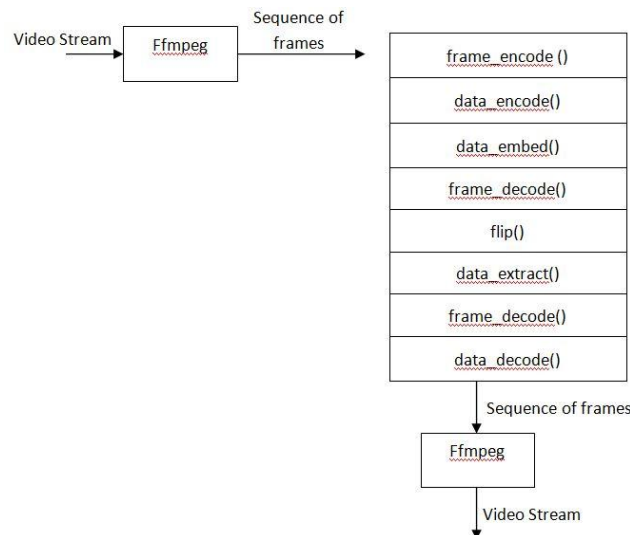 Video Stream
Ffmpeg
Sequence of
frames
frame_encode ()
data_encode()
data_embed()
frame_decode()
flip()
data_extract()
frame_decode()
data_decode()
Sequence of frames
Ffmpeg
Video Stream